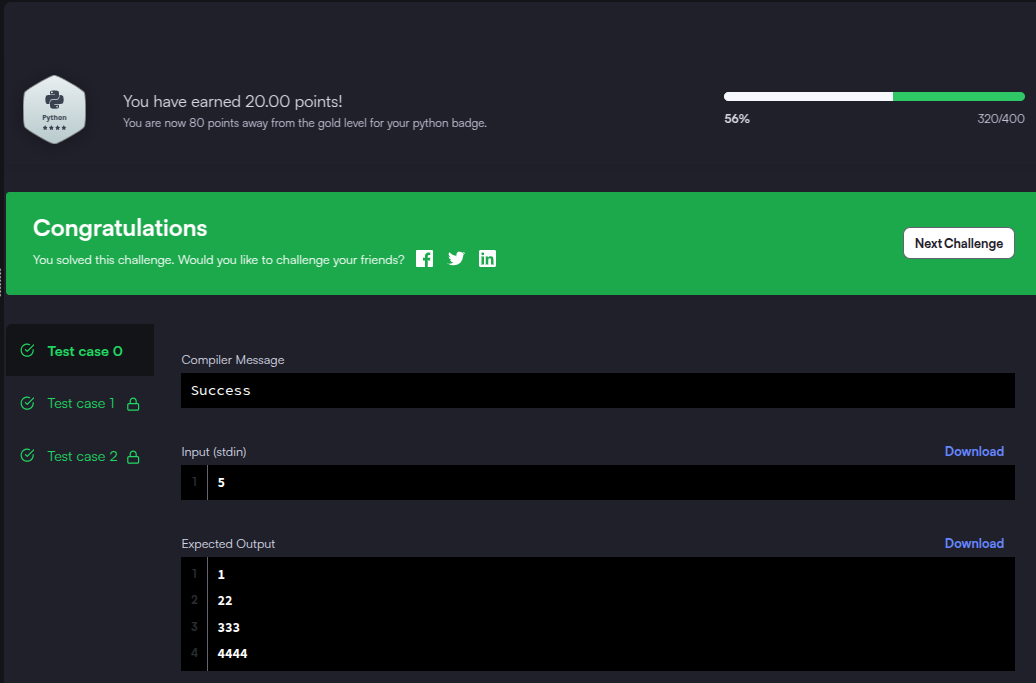 Python
★★★★
You have earned 20.00 points!
You are now 80 points away from the gold level for your python badge.
56%
320/400
Congratulations
You solved this challenge. Would you like to challenge your friends?
Next Challenge
Test case 0
Test case 1
Test case 2
Compiler Message
Success
Input (stdin)
Download
1 5
Expected Output
Download
1 1
2 22
3 333
4 4444